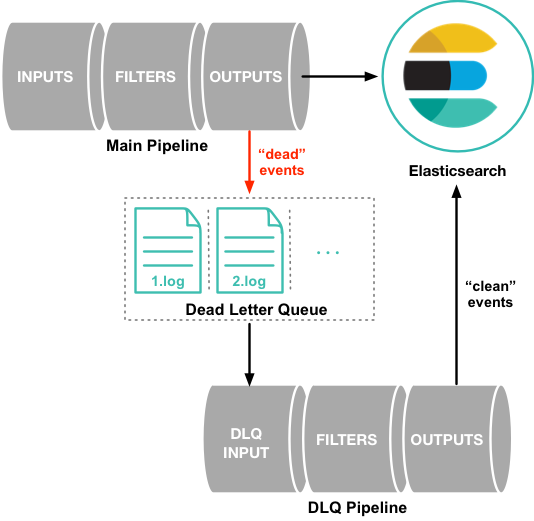 INPUTS
FILTERS
OUTPUTS
Main Pipeline
“dead”
events
Elasticsearch
1.log
2.log
...
Dead Letter Queue
“clean”
events
DLQ
INPUT
FILTERS
OUTPUTS
DLQ Pipeline